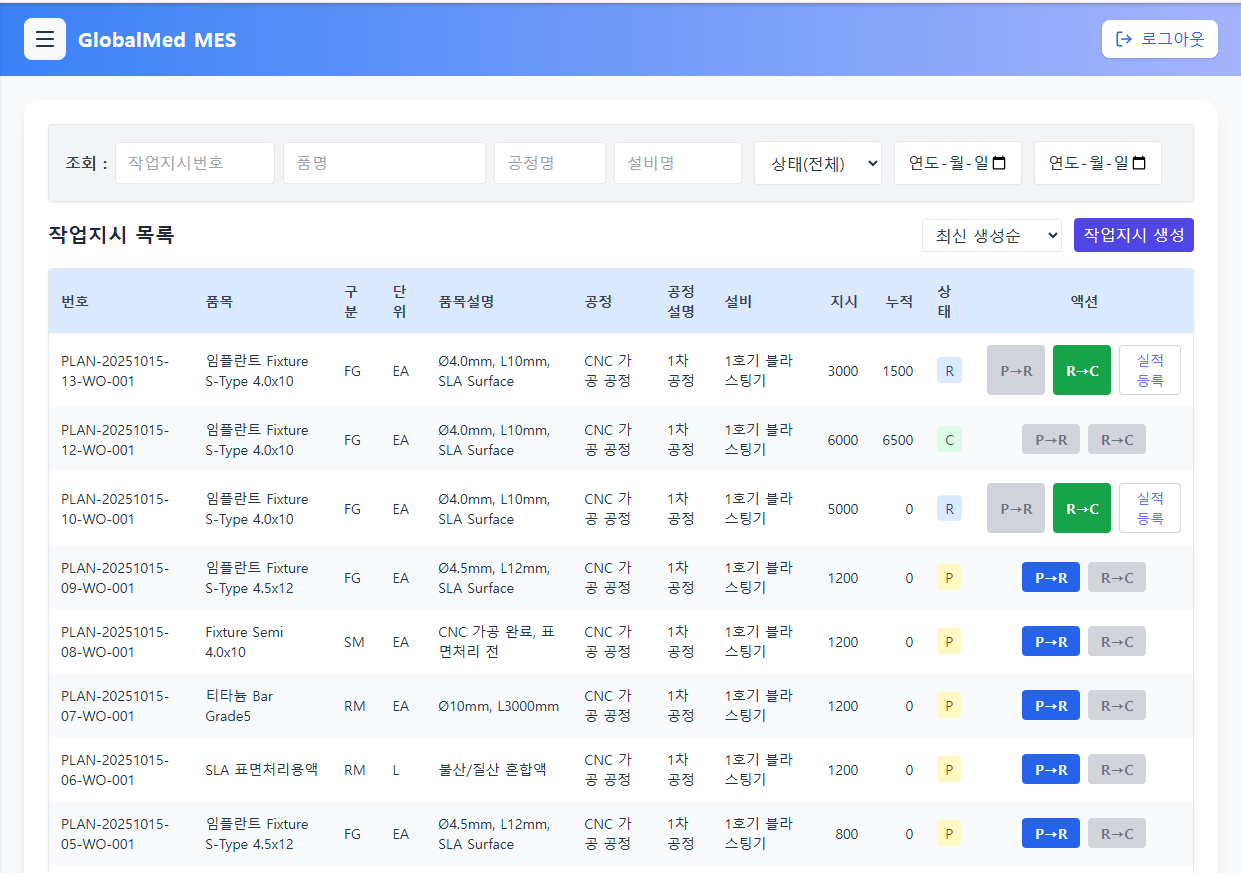 GlobalMed MES
로그아웃
조회 : 작업지시번호 품명 공정명 설비명 상태(전체) 연도-월-일 연도-월-일
작업지시 목록 최신 생성순 작업지시 생성
번호 품목 구분 단위 품목설명 공정 공정설명 설비 지시 누적 상태 액션
PLAN-20251015-13-WO-001 임플란트 Fixture S-Type 4.0x10 FG EA Ø4.0mm, L10mm, SLA Surface CNC 가공 공정 1차 공정 1호기 블라스팅기 3000 1500 R P→R R→C 실적등록
PLAN-20251015-12-WO-001 임플란트 Fixture S-Type 4.0x10 FG EA Ø4.0mm, L10mm, SLA Surface CNC 가공 공정 1차 공정 1호기 블라스팅기 6000 6500 C P→R R→C
PLAN-20251015-10-WO-001 임플란트 Fixture S-Type 4.0x10 FG EA Ø4.0mm, L10mm, SLA Surface CNC 가공 공정 1차 공정 1호기 블라스팅기 5000 0 R P→R R→C 실적등록
PLAN-20251015-09-WO-001 임플란트 Fixture S-Type 4.5x12 FG EA Ø4.5mm, L12mm, SLA Surface CNC 가공 공정 1차 공정 1호기 블라스팅기 1200 0 P P→R R→C
PLAN-20251015-08-WO-001 Fixture Semi 4.0x10 SM EA CNC 가공 완료, 표면처리 전 CNC 가공 공정 1차 공정 1호기 블라스팅기 1200 0 P P→R R→C
PLAN-20251015-07-WO-001 티타늄 Bar Grade5 RM EA Ø10mm, L3000mm CNC 가공 공정 1차 공정 1호기 블라스팅기 1200 0 P P→R R→C
PLAN-20251015-06-WO-001 SLA 표면처리용액 RM L 불산/질산 혼합액 CNC 가공 공정 1차 공정 1호기 블라스팅기 1200 0 P P→R R→C
PLAN-20251015-05-WO-001 임플란트 Fixture S-Type 4.5x12 FG EA Ø4.5mm, L12mm, SLA Surface CNC 가공 공정 1차 공정 1호기 블라스팅기 800 0 P P→R R→C